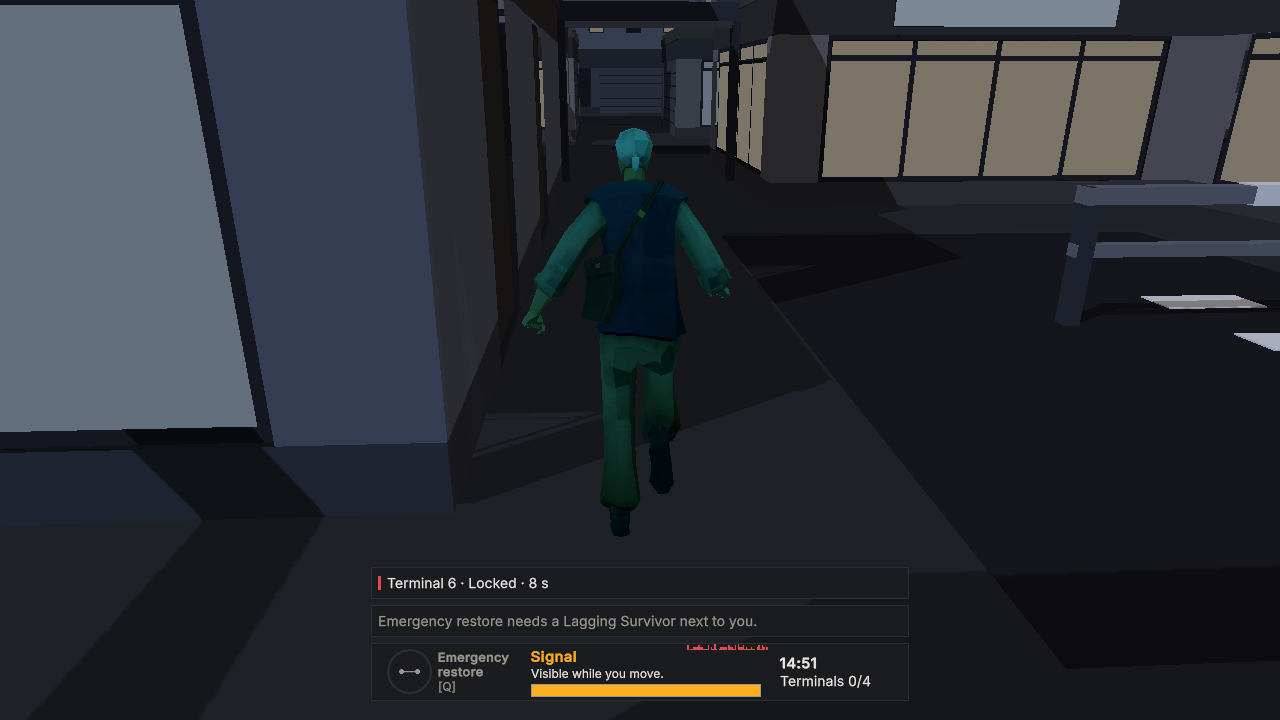 Terminal 6 · Locked · 8 s
Emergency restore needs a Lagging Survivor next to you.
Emergency restore
[Q]
Signal
Visible while you move.
14:51
Terminals 0/4